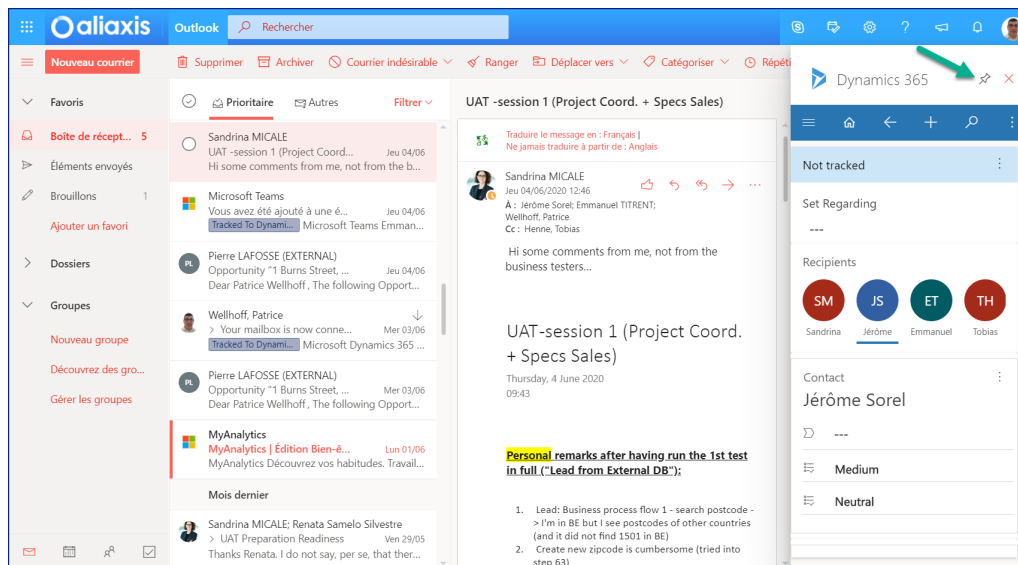 aliaxis
Outlook
Rechercher
Nouveau courrier
Supprimer
Archiver
Courrier indésirable
Ranger
Déplacer vers
Catégoriser
Répéti
Favoris
Boîte de récept... 5
Éléments envoyés
Brouillons 1
Ajouter un favori
Dossiers
Groupes
Nouveau groupe
Découvrez des gro...
Gérer les groupes
Prioritaire
Autres
Filtrer
Sandrina MICALE
UAT -session 1 (Project Coord... Jeu 04/06
Hi some comments from me, not from the b...
Microsoft Teams
Vous avez été ajouté à une é... Jeu 04/06
Tracked To Dynami... Microsoft Teams Emman...
PL
Pierre LAFOSSE (EXTERNAL)
Opportunity "1 Burns Street, ... Jeu 04/06
Dear Patrice Wellhoff , The following Opport...
Wellhoff, Patrice
> Your mailbox is now conne... Mer 03/06
Tracked To Dynami... Microsoft Dynamics 365 ...
PL
Pierre LAFOSSE (EXTERNAL)
Opportunity "1 Burns Street, ... Mer 03/06
Dear Patrice Wellhoff , The following Opport...
MyAnalytics
MyAnalytics | Édition Bien-ê... Lun 01/06
MyAnalytics Découvrez vos habitudes. Travail...
Mois dernier
Sandrina MICALE; Renata Samelo Silvestre
> UAT Preparation Readiness Ven 29/05
Thanks Renata. I do not say, per se, that ther...
UAT -session 1 (Project Coord. + Specs Sales)
Traduire le message en : Français |
Ne jamais traduire à partir de : Anglais
Sandrina MICALE
Jeu 04/06/2020 12:46
À : Jérôme Sorel; Emmanuel TITRENT;
Wellhoff, Patrice
Cc : Henne, Tobias
Hi some comments from me, not from the
business testers...
UAT-session 1 (Project Coord.
+ Specs Sales)
Thursday, 4 June 2020
09:43
Personal remarks after having run the 1st test
in full ("Lead from External DB"):
1. Lead: Business process flow 1 - search postcode -
> I'm in BE but I see postcodes of other countries
(and it did not find 1501 in BE)
2. Create new zipcode is cumbersome (tried into
step 63)
Dynamics 365
Not tracked
Set Regarding
---
Recipients
SM JS ET TH
Sandrina Jérôme Emmanuel Tobias
Contact
Jérôme Sorel
---
Medium
Neutral